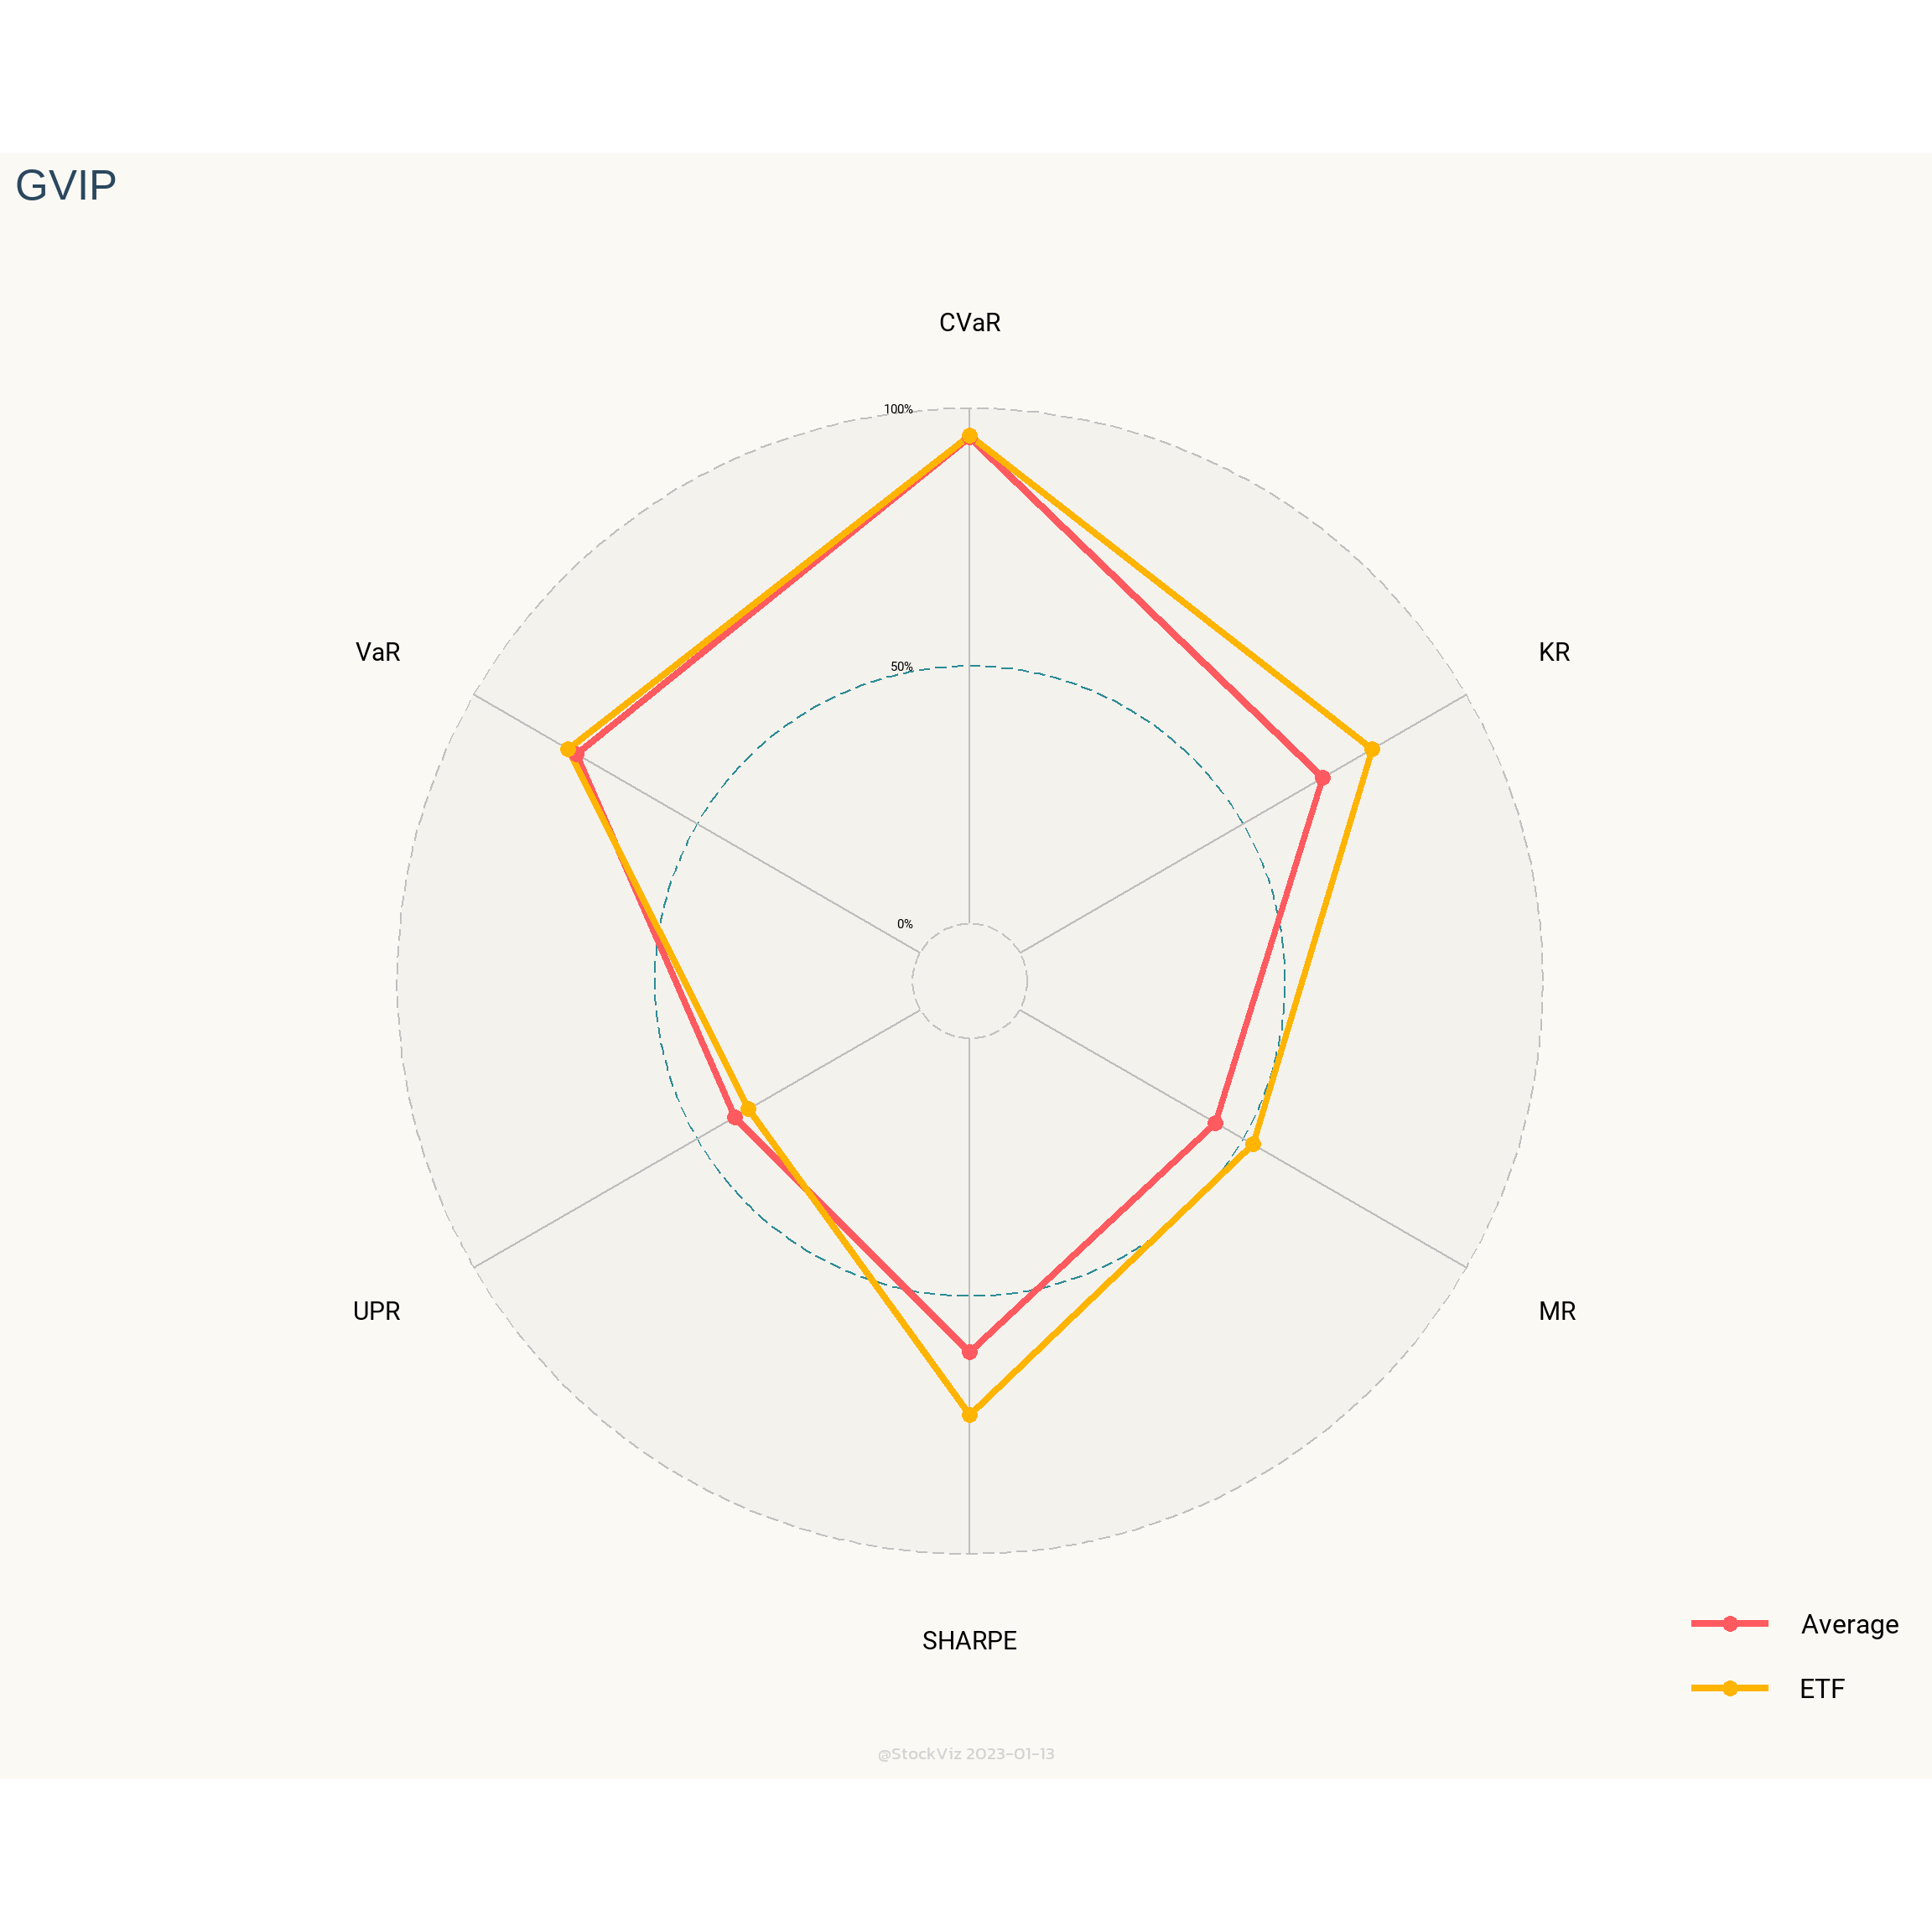 GVIP
CVaR
100%
VaR
KR
50%
0%
UPR
MR
SHARPE
Average
ETF
@StockViz 2023-01-13